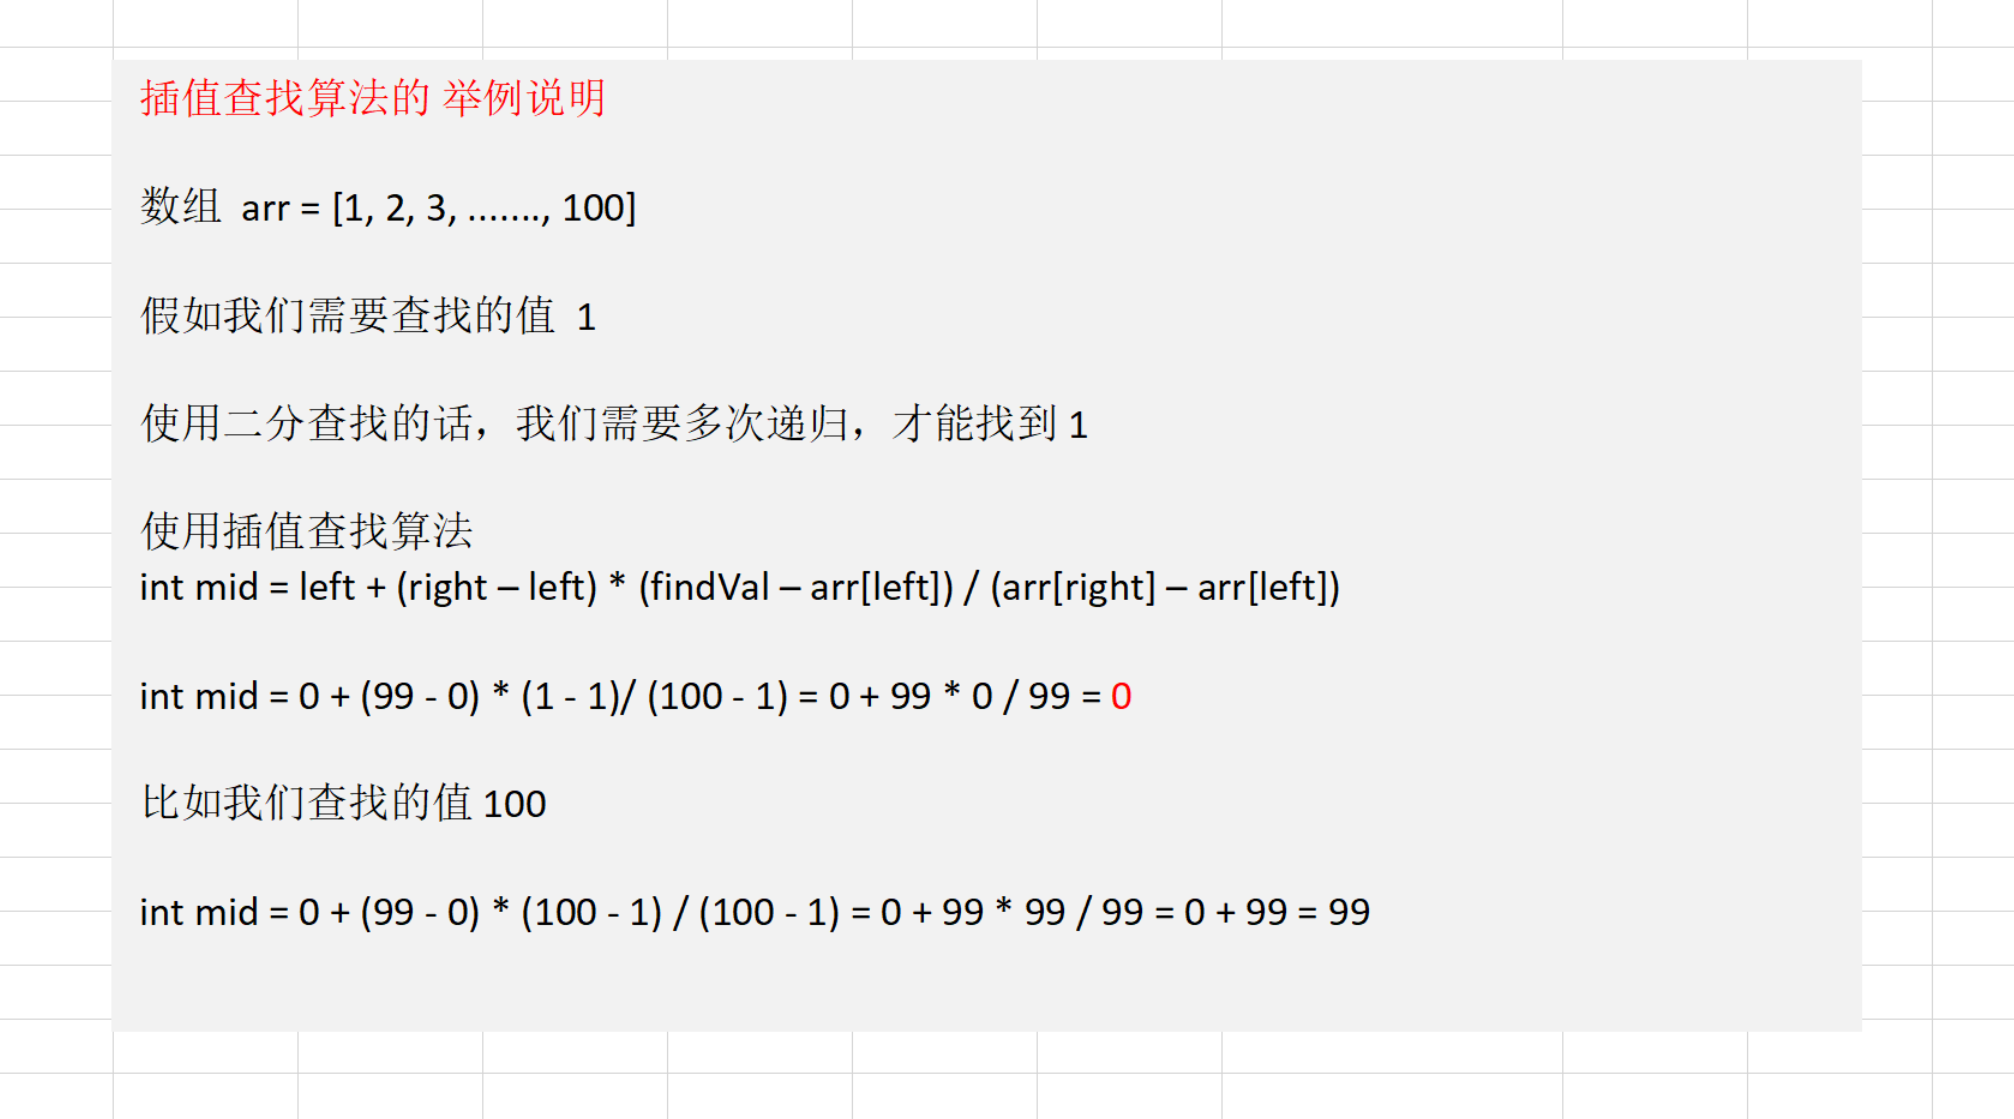 插值查找算法的 举例说明
数组 arr = [1, 2, 3, ......., 100]
假如我们需要查找的值 1
使用二分查找的话，我们需要多次递归，才能找到 1
使用插值查找算法
int mid = left + (right – left) * (findVal – arr[left]) / (arr[right] – arr[left])
int mid = 0 + (99 - 0) * (1 - 1)/ (100 - 1) = 0 + 99 * 0 / 99 = 0
比如我们查找的值 100
int mid = 0 + (99 - 0) * (100 - 1) / (100 - 1) = 0 + 99 * 99 / 99 = 0 + 99 = 99